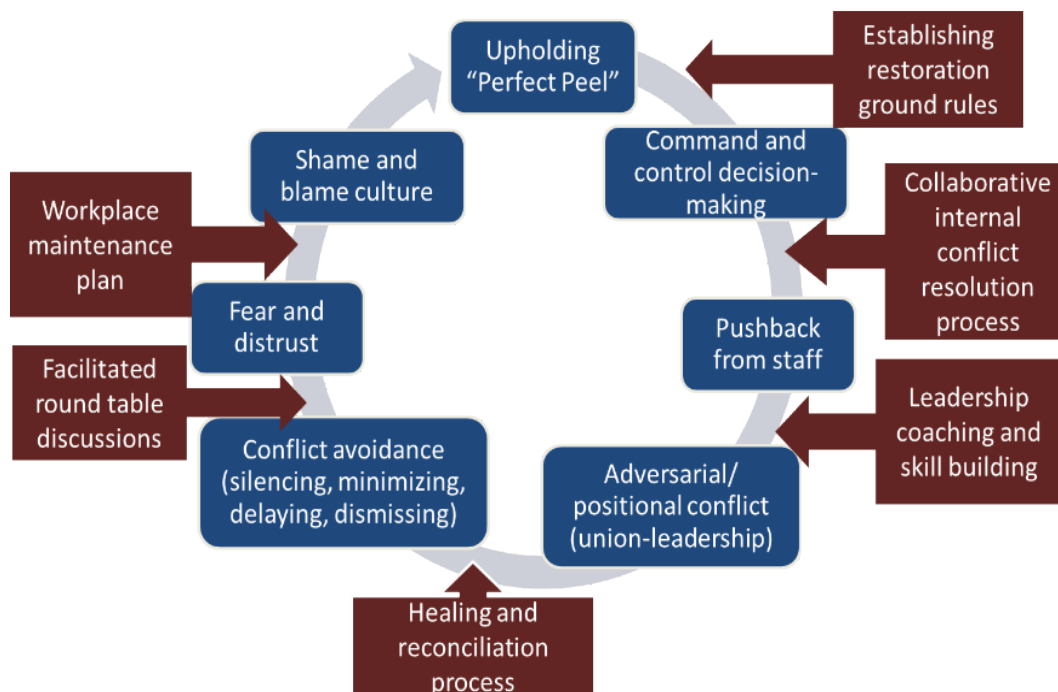 Upholding
“Perfect Peel”
Establishing
restoration
ground rules
Command and
control decision-
making
Collaborative
internal
conflict
resolution
process
Pushback
from staff
Leadership
coaching and
skill building
Adversarial/
positional conflict
(union-leadership)
Healing and
reconciliation
process
Conflict avoidance
(silencing, minimizing,
delaying, dismissing)
Facilitated
round table
discussions
Fear and
distrust
Workplace
maintenance
plan
Shame and
blame culture